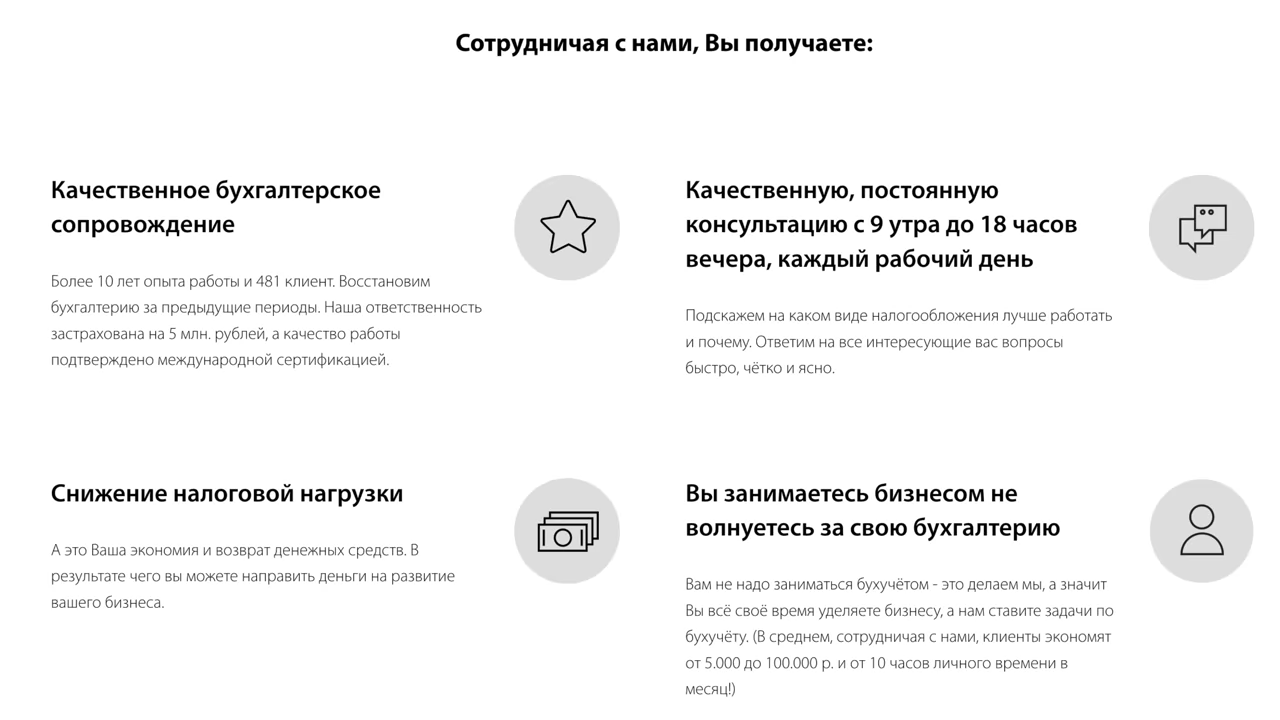 Сотрудничая с нами, Вы получаете:
Качественное бухгалтерское
сопровождение
Более 10 лет опыта работы и 481 клиент. Восстановим
бухгалтерию за предыдущие периоды. Наша ответственность
застрахована на 5 млн. рублей, а качество работы
подтверждено международной сертификацией.
Качественную, постоянную
консультацию с 9 утра до 18 часов
вечера, каждый рабочий день
Подскажем на каком виде налогообложения лучше работать
и почему. Ответим на все интересующие вас вопросы
быстро, чётко и ясно.
Снижение налоговой нагрузки
А это Ваша экономия и возврат денежных средств. В
результате чего вы можете направить деньги на развитие
вашего бизнеса.
Вы занимаетесь бизнесом не
волнуетесь за свою бухгалтерию
Вам не надо заниматься бухучётом - это делаем мы, а значит
Вы всё своё время уделяете бизнесу, а нам ставите задачи по
бухучёту. (В среднем, сотрудничая с нами, клиенты экономят
от 5.000 до 100.000 р. и от 10 часов личного времени в
месяц!)